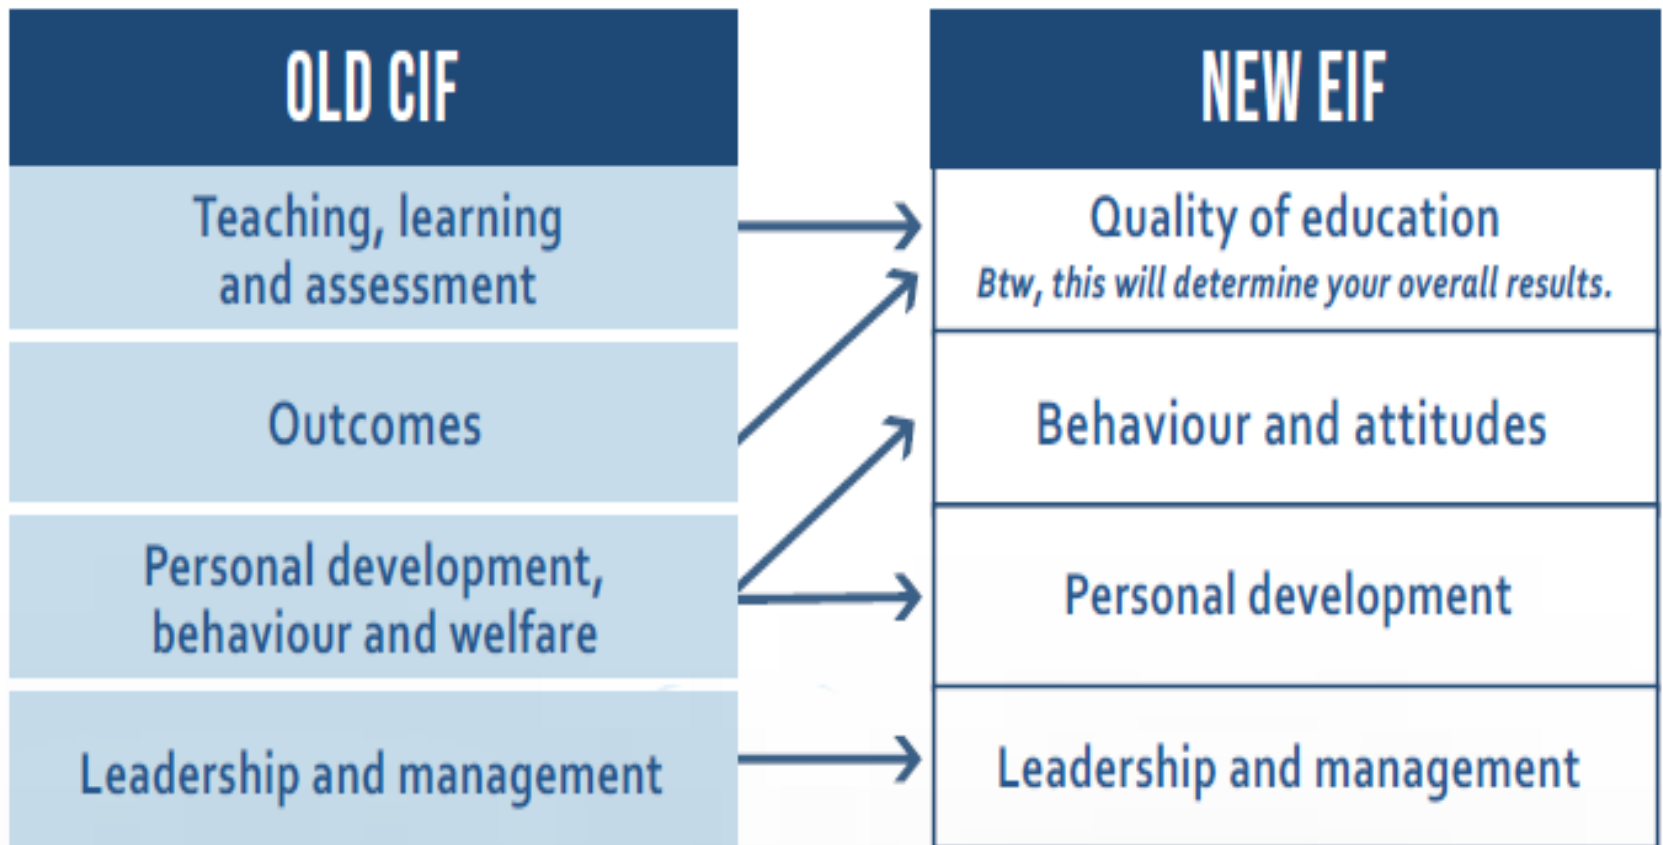 OLD CIF
Teaching, learning
and assessment
Outcomes
Personal development,
behaviour and welfare
Leadership and management
NEW EIF
Quality of education
Btw, this will determine your overall results.
Behaviour and attitudes
Personal development
Leadership and management